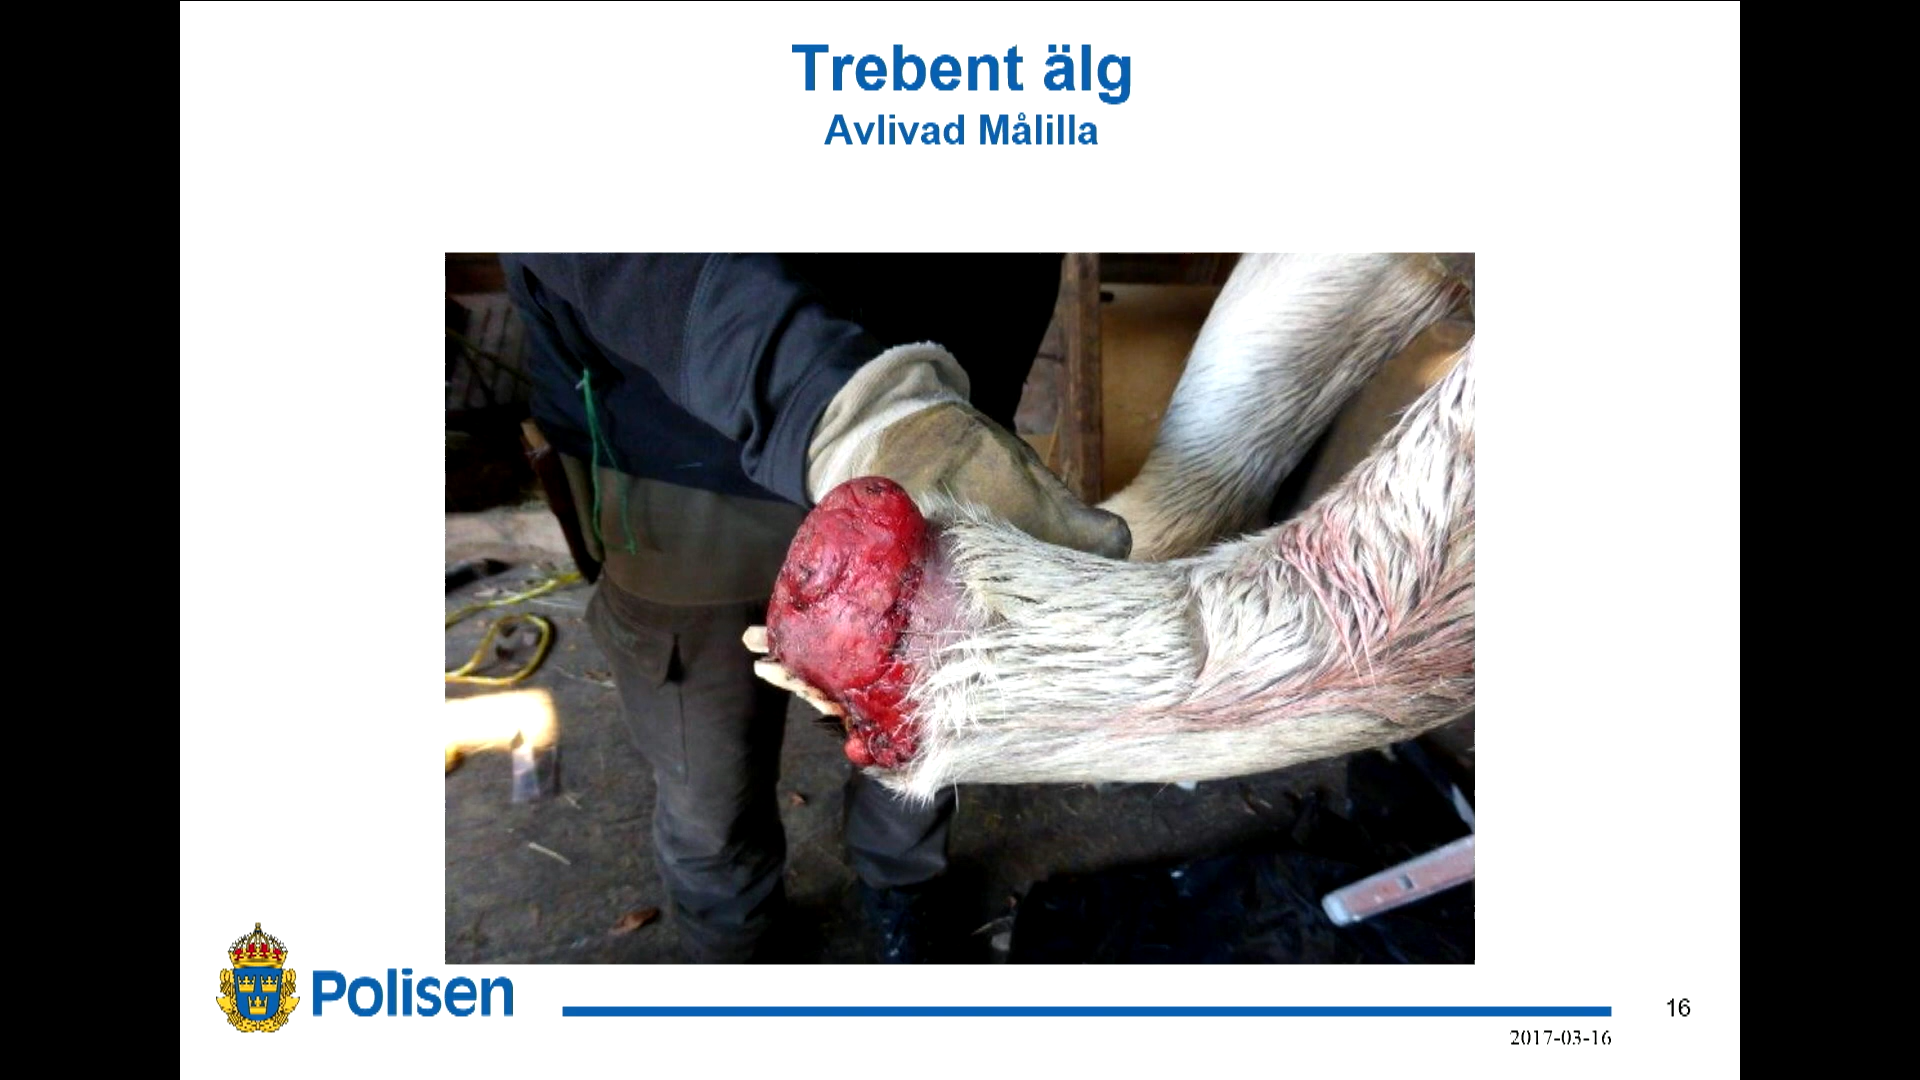 Trebent älg
Avlivad Målilla
Polisen
16
2017-03-16